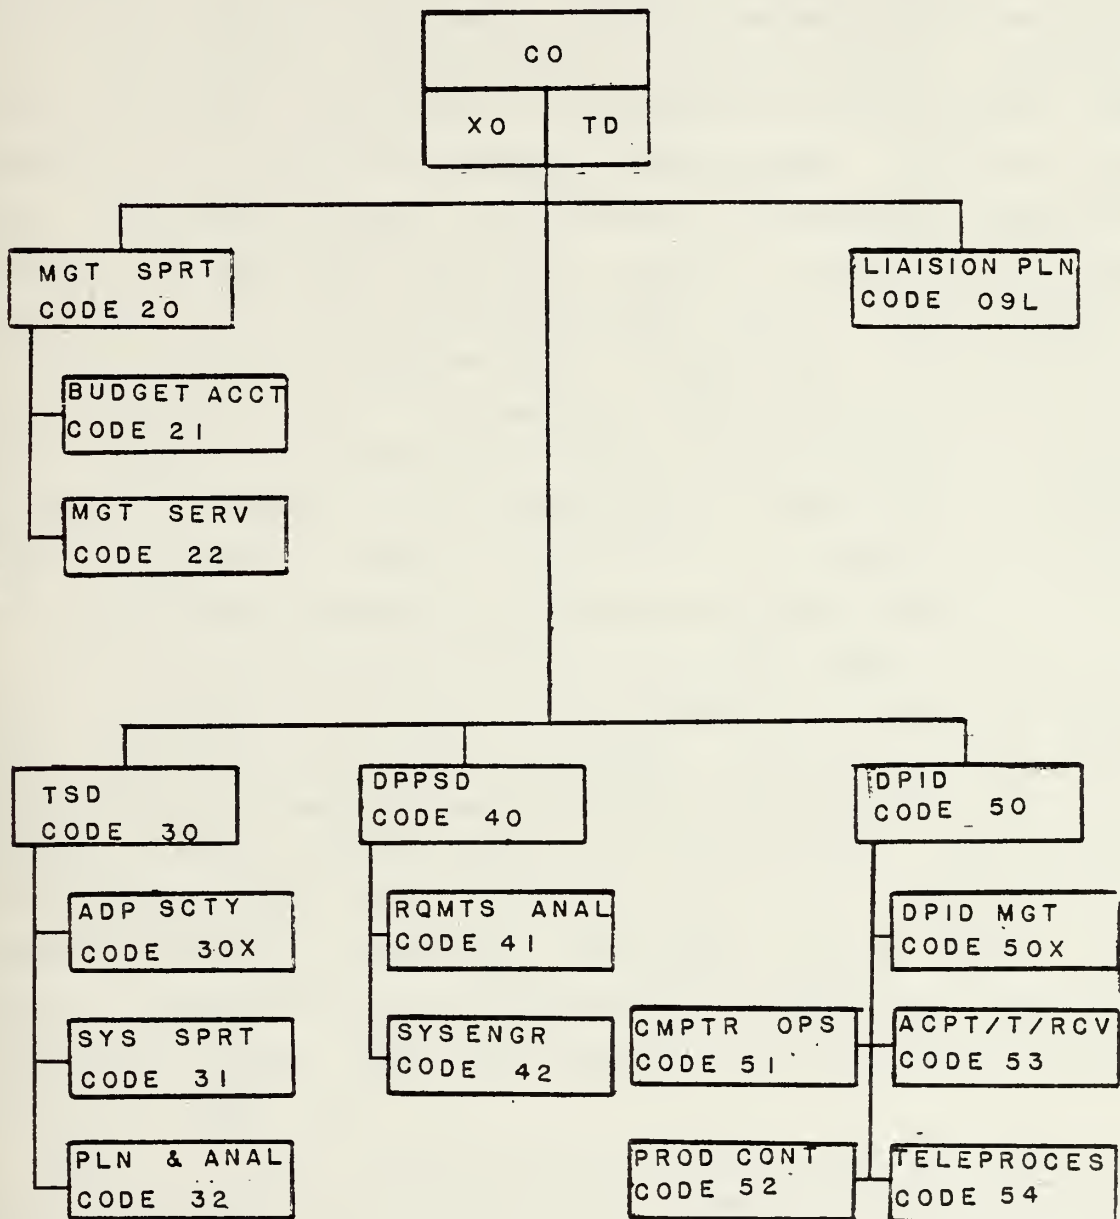 CO
XO TD
MGT SPRT
CODE 20
LIAISION PLN
CODE 09L
BUDGET ACCT
CODE 21
MGT SERV
CODE 22
TSD
CODE 30
DPPSD
CODE 40
DPID
CODE 50
ADP SCTY
CODE 30X
RQMTS ANAL
CODE 41
DPID MGT
CODE 50X
SYS SPRT
CODE 31
SYS ENGR
CODE 42
CMPTR OPS
CODE 51
ACPT/T/RCV
CODE 53
PLN & ANAL
CODE 32
PROD CONT
CODE 52
TELEPROCES
CODE 54